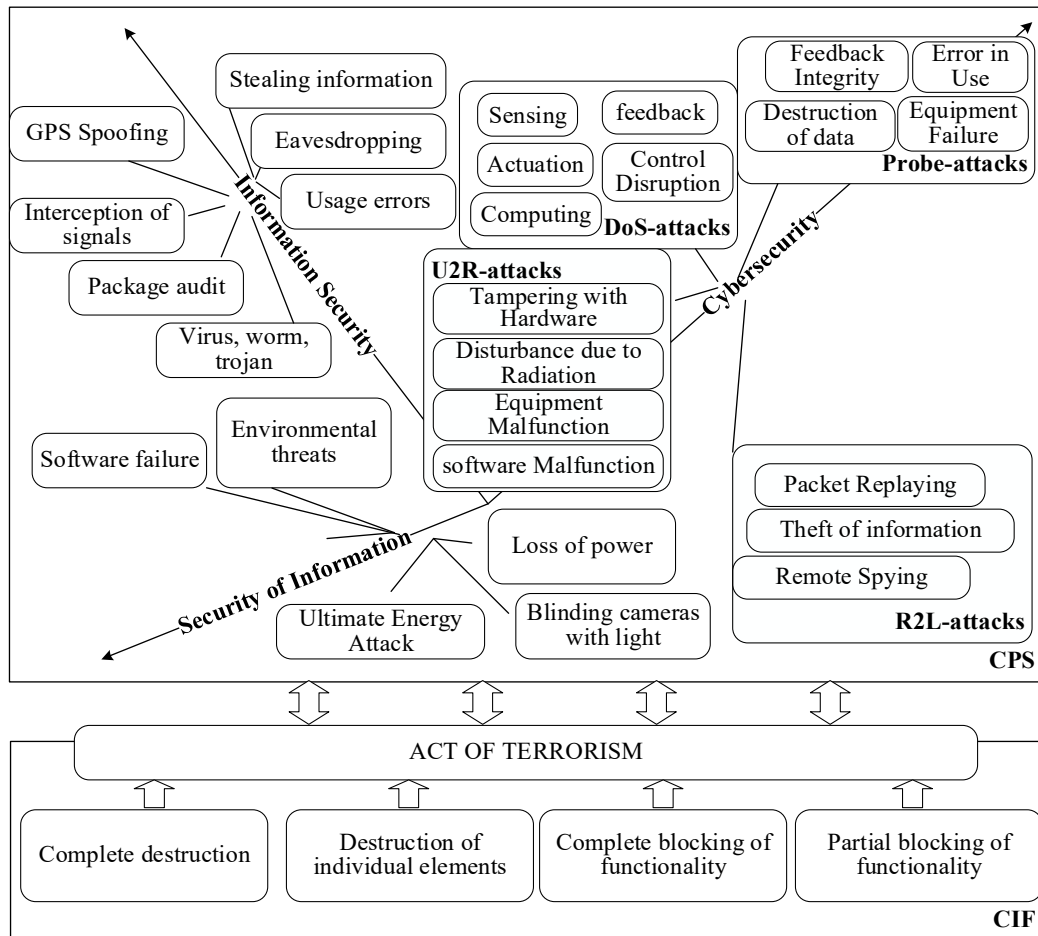 Stealing information
Eavesdropping
Usage errors
GPS Spoofing
Interception of
signals
Package audit
Virus, worm,
trojan
Information Security
Sensing
feedback
Actuation
Control
Disruption
Computing
DoS-attacks
Feedback
Integrity
Error in
Use
Destruction
of data
Equipment
Failure
Probe-attacks
Cybersecurity
U2R-attacks
Tampering with
Hardware
Disturbance due to
Radiation
Equipment
Malfunction
software Malfunction
Software failure
Environmental
threats
Security of Information
Loss of power
Ultimate Energy
Attack
Blinding cameras
with light
Packet Replaying
Theft of information
Remote Spying
R2L-attacks
CPS
ACT OF TERRORISM
Complete destruction
Destruction of
individual elements
Complete blocking of
functionality
Partial blocking of
functionality
CIF